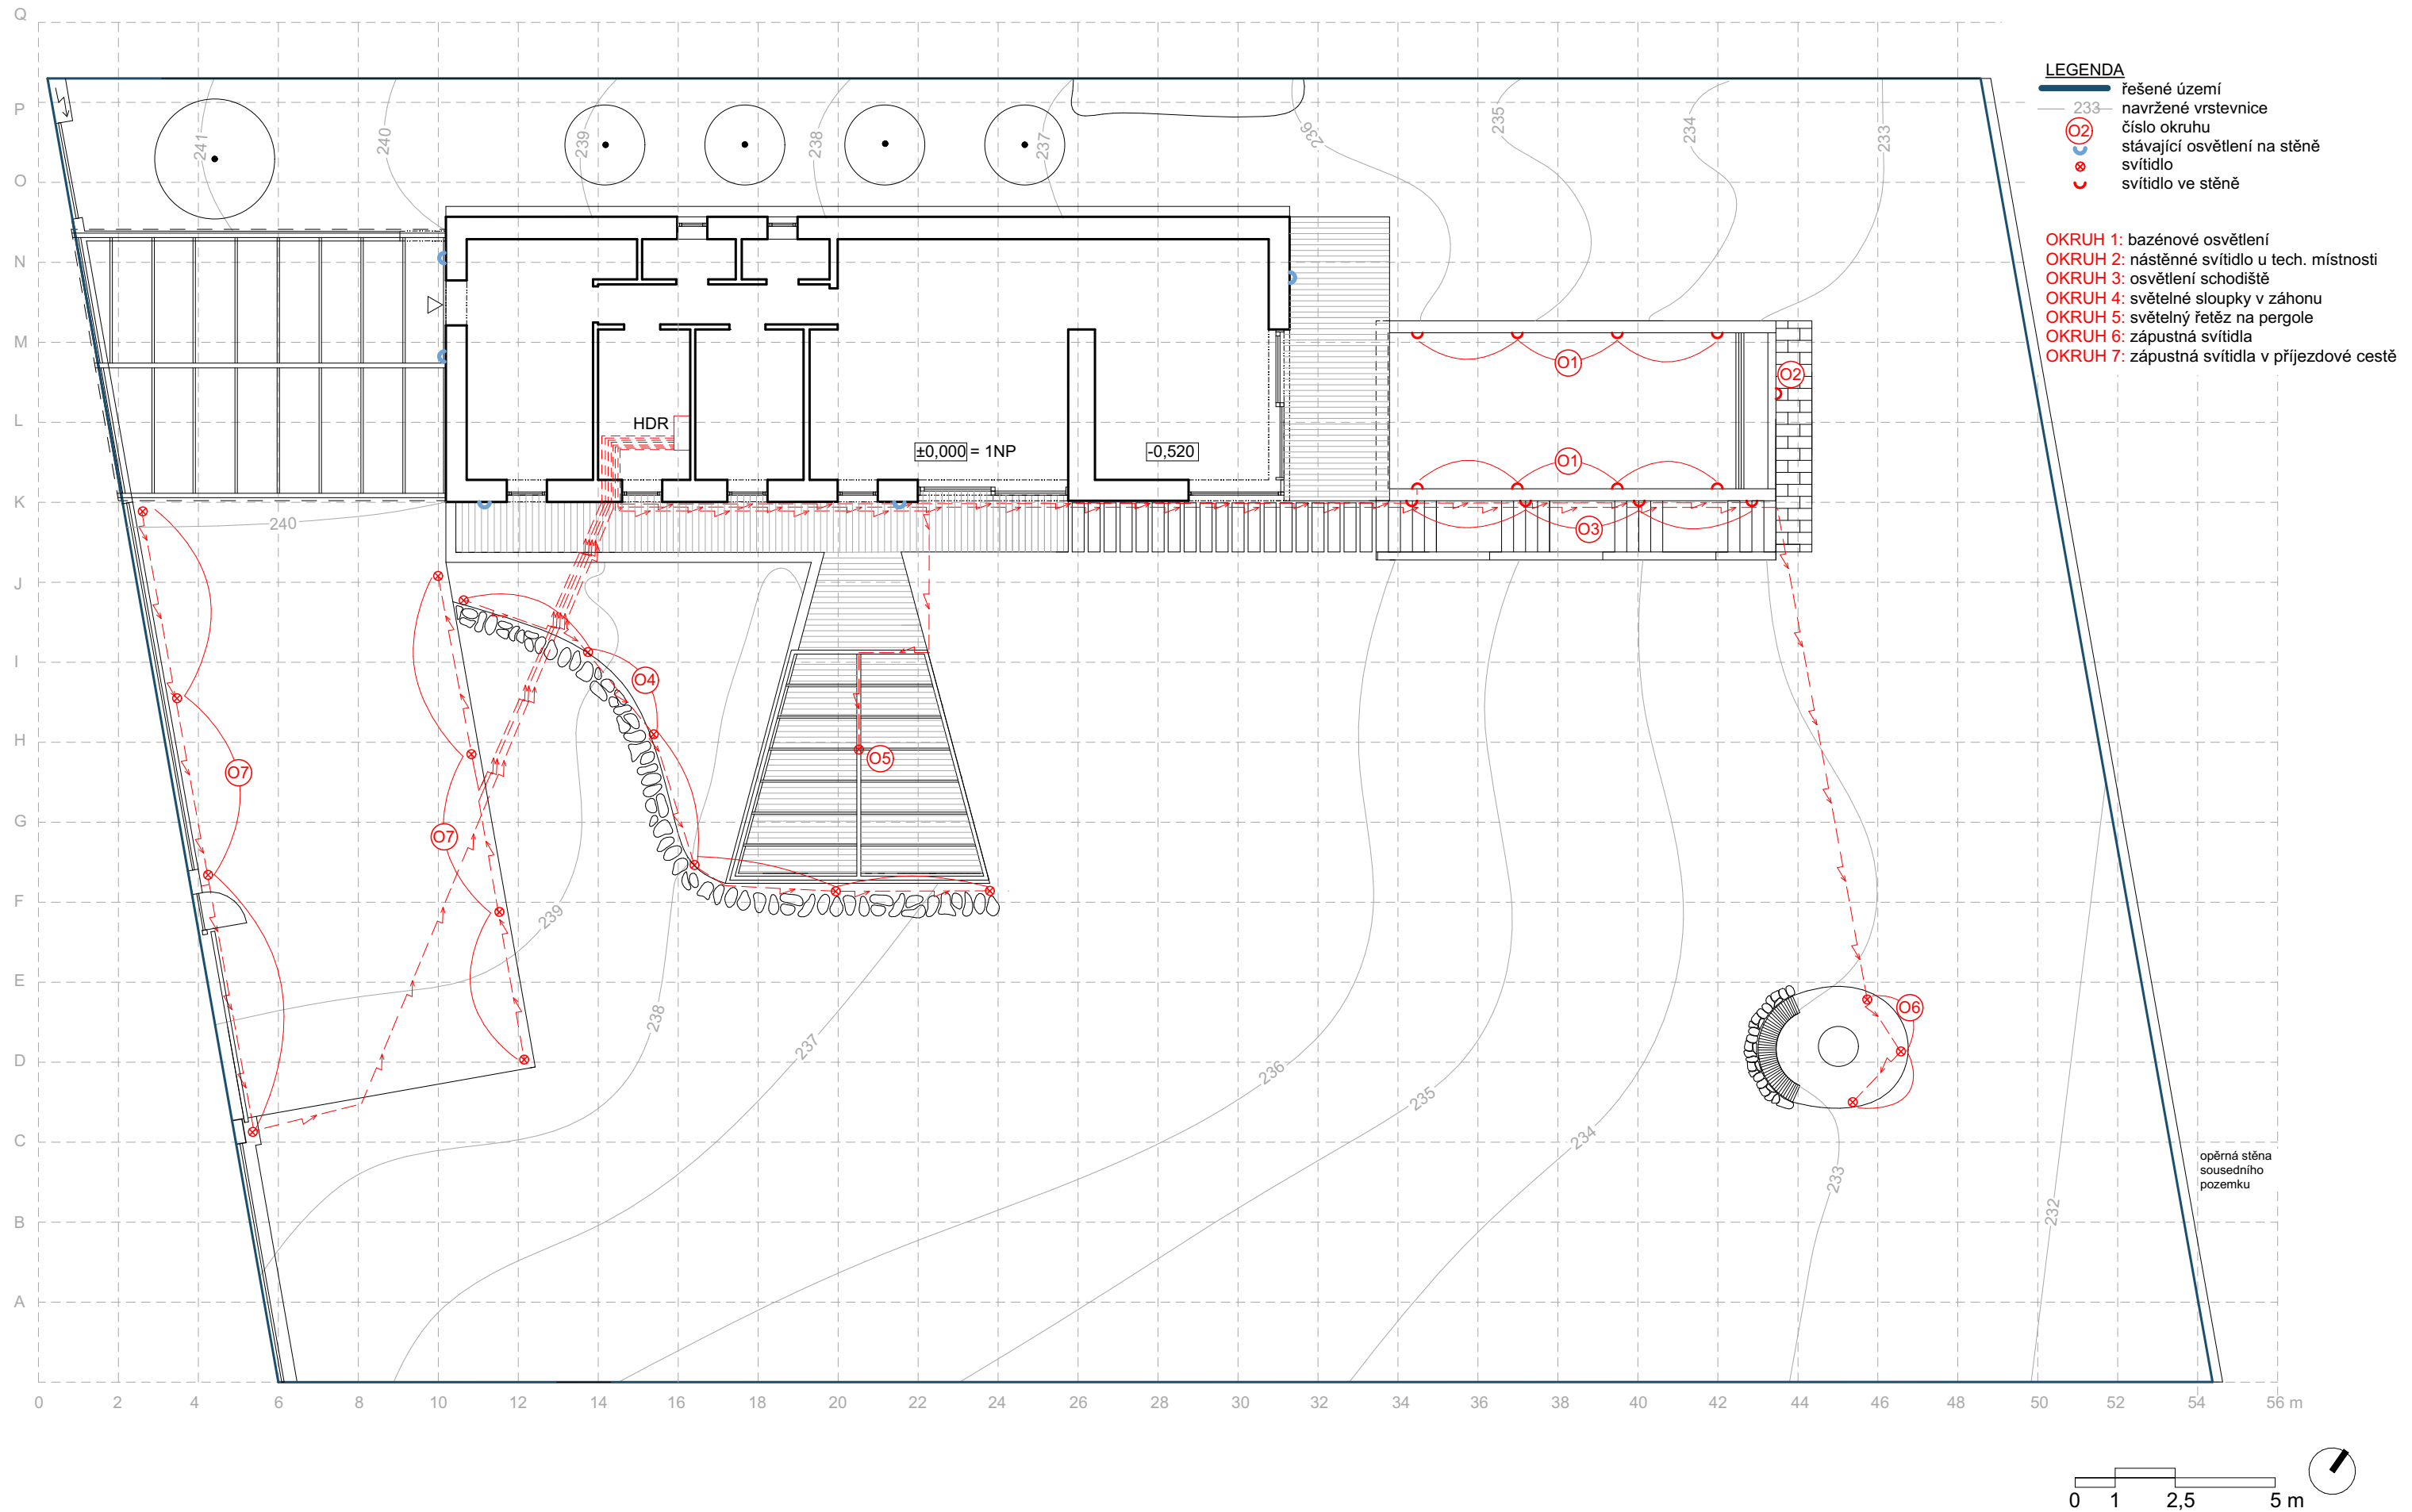 Q
P
O
N
M
L
K
J
I
H
G
F
E
D
C
B
A
0 2 4 6 8 10 12 14 16 18 20 22 24 26 28 30 32 34 36 38 40 42 44 46 48 50 52 54 56 m
241
240
239
238
237
236
235
234
233
HDR
±0,000 = 1NP
-0,520
O1
O1
O2
O3
240
O4
O5
O7
O7
O6
239
238
237
236
235
234
233
232
opěrná stěna
sousedního
pozemku
LEGENDA
řešené území
233 navržené vrstevnice
O2 číslo okruhu
stávající osvětlení na stěně
svítidlo
svítidlo ve stěně
OKRUH 1: bazénové osvětlení
OKRUH 2: nástěnné svítidlo u tech. místnosti
OKRUH 3: osvětlení schodiště
OKRUH 4: světelné sloupky v záhonu
OKRUH 5: světelný řetěz na pergole
OKRUH 6: zápustná svítidla
OKRUH 7: zápustná svítidla v příjezdové cestě
0 1 2,5 5 m